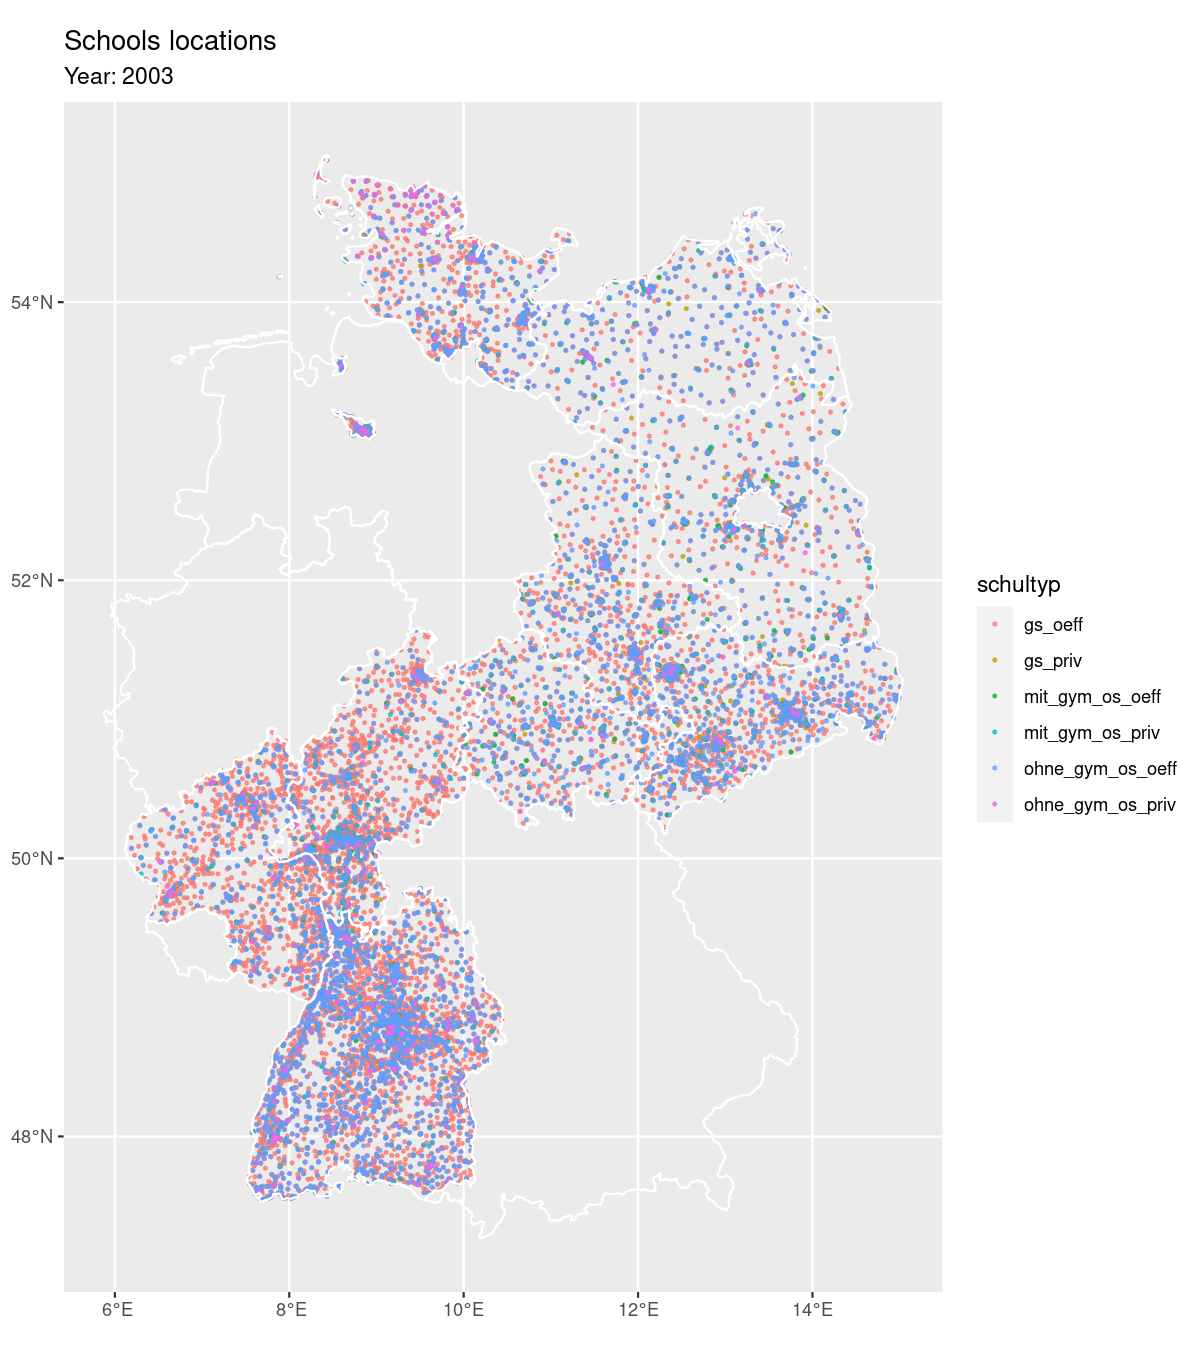 Schools locations
Year: 2003
54°N
52°N
50°N
48°N
6°E
8°E
10°E
12°E
14°E
schultyp
gs_oeff
gs_priv
mit_gym_os_oeff
mit_gym_os_priv
ohne_gym_os_oeff
ohne_gym_os_priv